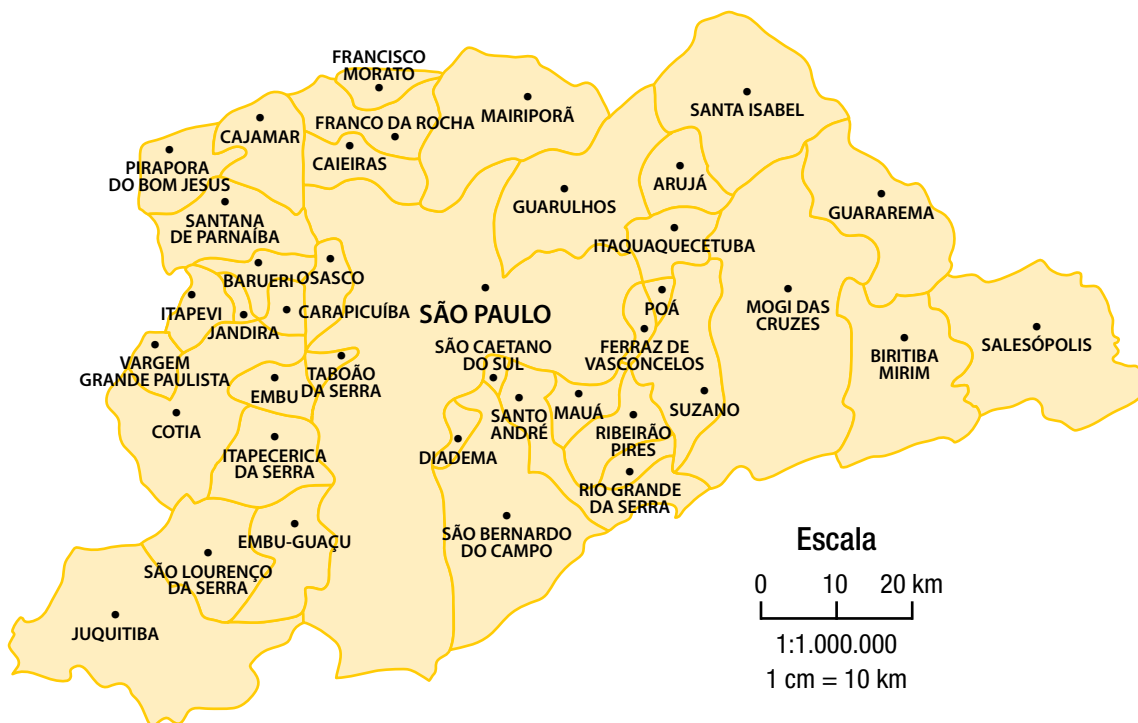 FRANCISCO
MORATO
MAIRIPORÃ
SANTA ISABEL
CAJAMAR
FRANCO DA ROCHA
CAIEIRAS
PIRAPORA
DO BOM JESUS
ARUJÁ
GUARULHOS
GUARAREMA
SANTANA
DE PARNAÍBA
ITAQUAQUECETUBA
BARUERI
OSASCO
ITAPEVI
JANDIRA
CARAPICUÍBA
SÃO PAULO
POÁ
MOGI DAS
CRUZES
FERRAZ DE
VASCONCELOS
BIRITIBA
MIRIM
SALESÓPOLIS
VARGEM
GRANDE PAULISTA
EMBU
TABOÃO
DA SERRA
SÃO CAETANO
DO SUL
SANTO
ANDRÉ
MAUÁ
RIBEIRÃO
PIRES
SUZANO
COTIA
ITAPECERICA
DA SERRA
DIADEMA
RIO GRANDE
DA SERRA
EMBU-GUAÇU
SÃO BERNARDO
DO CAMPO
SÃO LOURENÇO
DA SERRA
JUQUITIBA
Escala
0 10 20 km
1:1.000.000
1 cm = 10 km